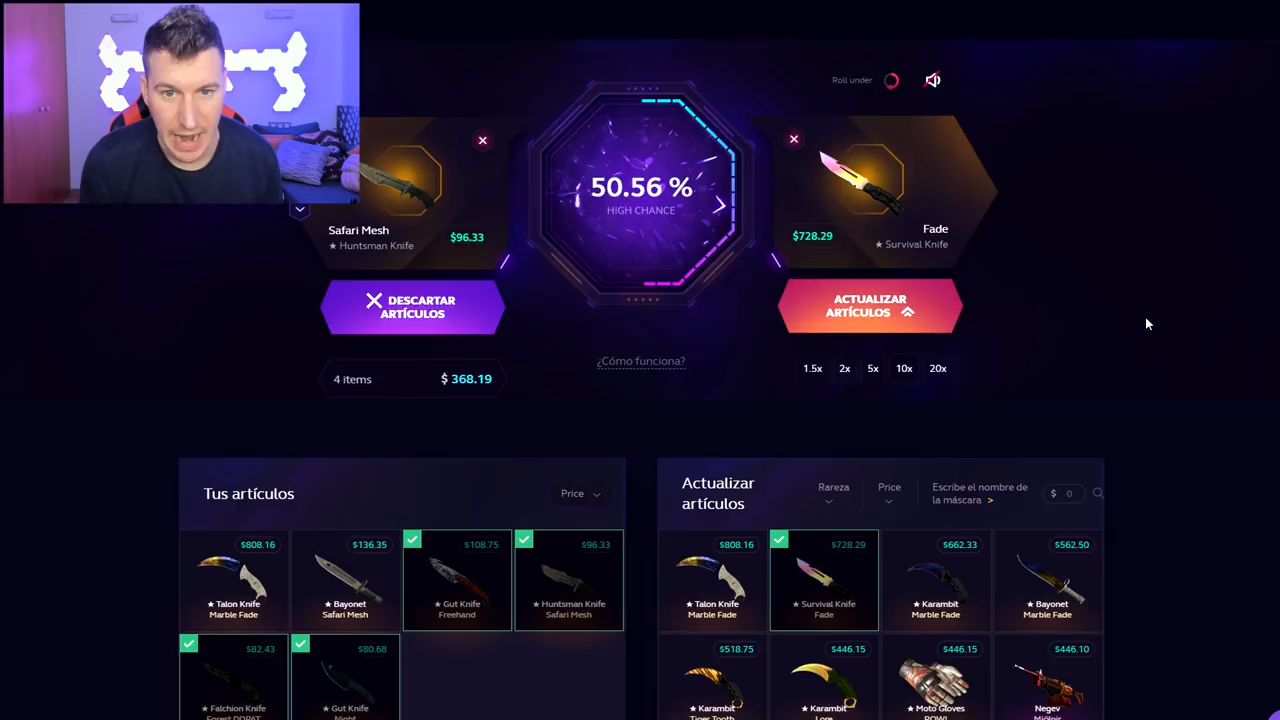 Roll under
50.56 %
HIGH CHANCE
Safari Mesh
★ Huntsman Knife
$96.33
$728.29
Fade
★ Survival Knife
DESCARTAR
ARTÍCULOS
ACTUALIZAR
ARTÍCULOS
¿Cómo funciona?
4 items
$ 368.19
1.5x
2x
5x
10x
20x
Tus artículos
Price
Actualizar
artículos
Rareza
Price
Escribe el nombre de
la máscara >
$ 0
$808.16
★ Talon Knife
Marble Fade
$136.35
★ Bayonet
Safari Mesh
$108.75
★ Gut Knife
Freehand
$96.33
★ Huntsman Knife
Safari Mesh
$808.16
★ Talon Knife
Marble Fade
$728.29
★ Survival Knife
Fade
$662.33
★ Karambit
Marble Fade
$562.50
★ Bayonet
Marble Fade
$82.43
★ Falchion Knife
Forest DDPAT
$80.68
★ Gut Knife
Night
$518.75
★ Karambit
Tiger Tooth
$446.15
★ Karambit
Lore
$446.15
★ Moto Gloves
POW!
$446.10
Negev
Mjölnir